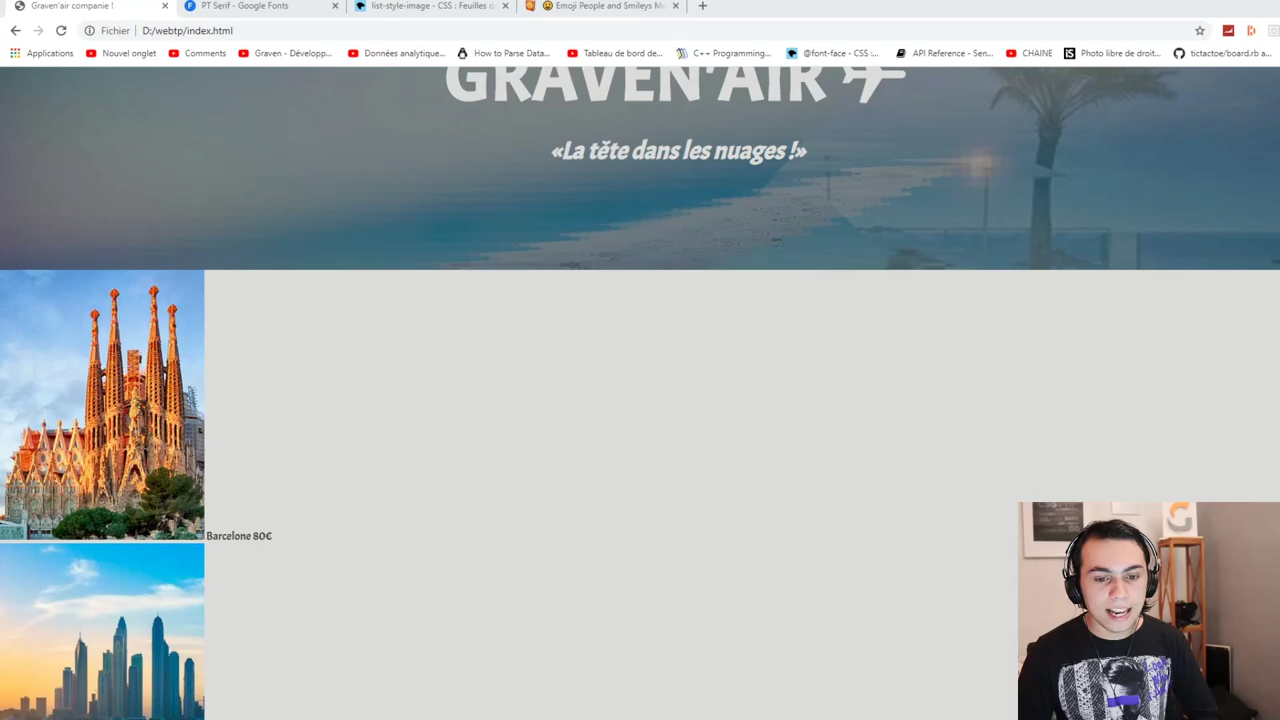 Graven'air companie !
PT Serif - Google Fonts
list-style-image - CSS : Feuilles d
Emoji People and Smileys Me
Fichier
D:/webtp/index.html
Applications
Nouvel onglet
Comments
Graven - Développ...
Données analytique...
How to Parse Data...
Tableau de bord de...
C++ Programming...
@font-face - CSS :...
API Reference - Sen...
CHAINE
Photo libre de droit...
tictactoe/board.rb a...
GRAVEN'AIR
«La těte dans les nuages !»
Barcelone 80€